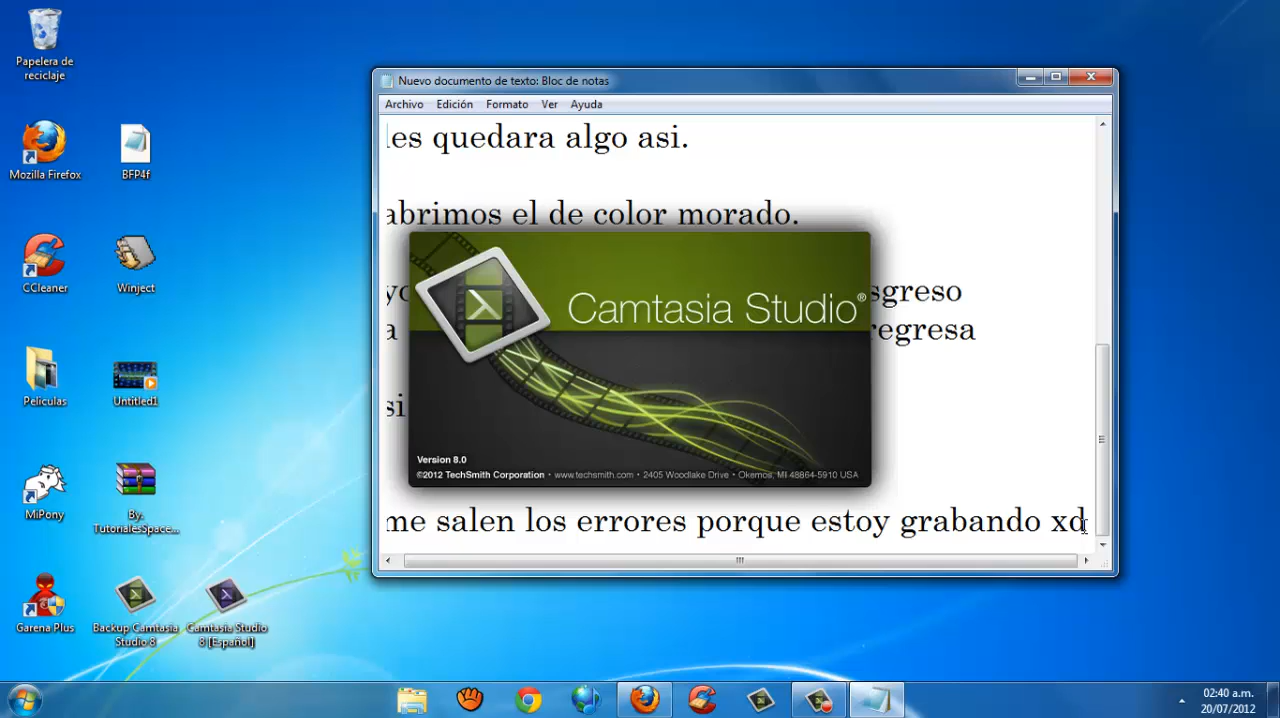 Papelera de
reciclaje
Mozilla Firefox
BFP4f
CCleaner
Winject
Peliculas
Untitled1
MiPony
By.
Tutoriale-Space...
Garena Plus
Backup Camtasia
Studio 8
Camtasia Studio
8 [Español]
Nuevo documento de texto: Bloc de notas
Archivo Edición Formato Ver Ayuda
les quedara algo asi.
abrimos el de color morado.
sgreso
a regresa
si
me salen los errores porque estoy grabando xd
Camtasia Studio®
Version 8.0
©2012 TechSmith Corporation • www.techsmith.com • 2405 Woodlake Drive • Okemos, MI 48864-5910 USA
02:40 a.m.
20/07/2012